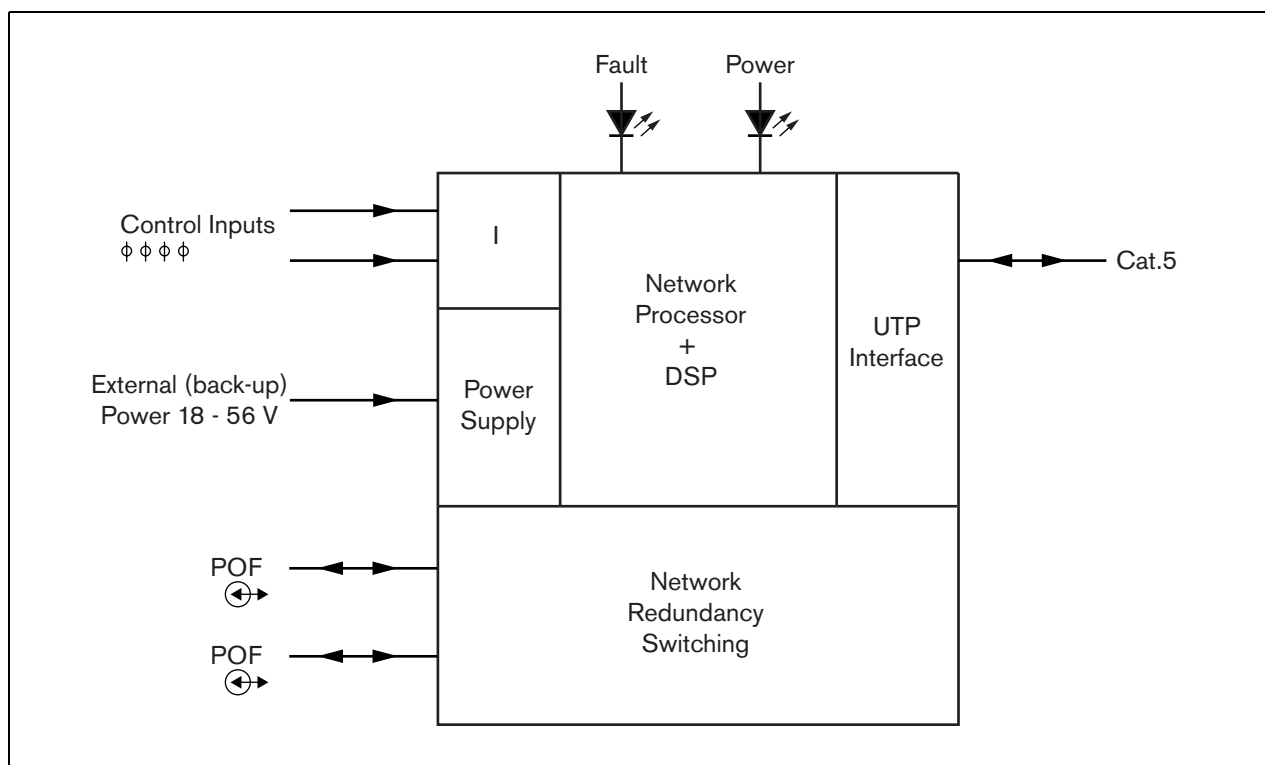 Fault
Power
Control Inputs
I
Network
Processor
+
DSP
UTP
Interface
Cat.5
External (back-up)
Power 18 - 56 V
Power
Supply
POF
POF
Network
Redundancy
Switching